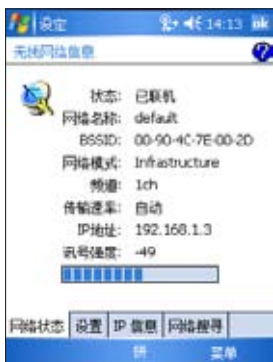 设定 14:13 ok
无线网络信息
状态: 已联机
网络名称: default
BSSID: 00-90-4C-7E-00-2D
网络模式: Infrastructure
频道: 1ch
传输速率: 自动
IP地址: 192.168.1.3
讯号强度: -49
网络状态 设置 IP 信息 网络搜寻
拼 菜单